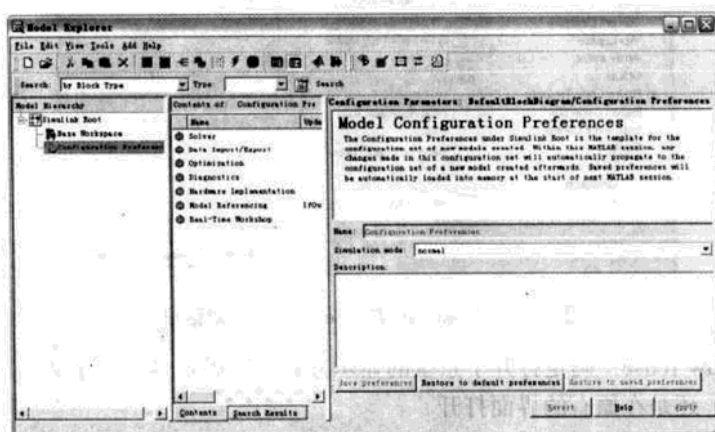 Model Explorer
File Edit View Tools Add Help
Search: by Block Type Type: Search
Model Hierarchy
Simulink Root
Base Workspace
Configuration Preferen
Contents of: Configuration Pre
Name
Solver
Data Import/Export
Optimization
Diagnostics
Hardware Implementation
Model Referencing
Real-Time Workshop
Contents Search Results
Configuration Parameters: DefaultBlockDiagram/Configuration Preferences
Model Configuration Preferences
The Configuration Preferences under Simulink Root is the template for the
configuration set of new models created. Within this MATLAB session, any
changes made in this configuration set will automatically propagate to the
configuration set of a new model created afterwards. Saved preferences will
be automatically loaded into memory at the start of next MATLAB session.
Name: Configuration Preferences
Simulation mode: normal
Description:
Save preferences Restore to default preferences Restore to saved preferences
Revert Help Apply